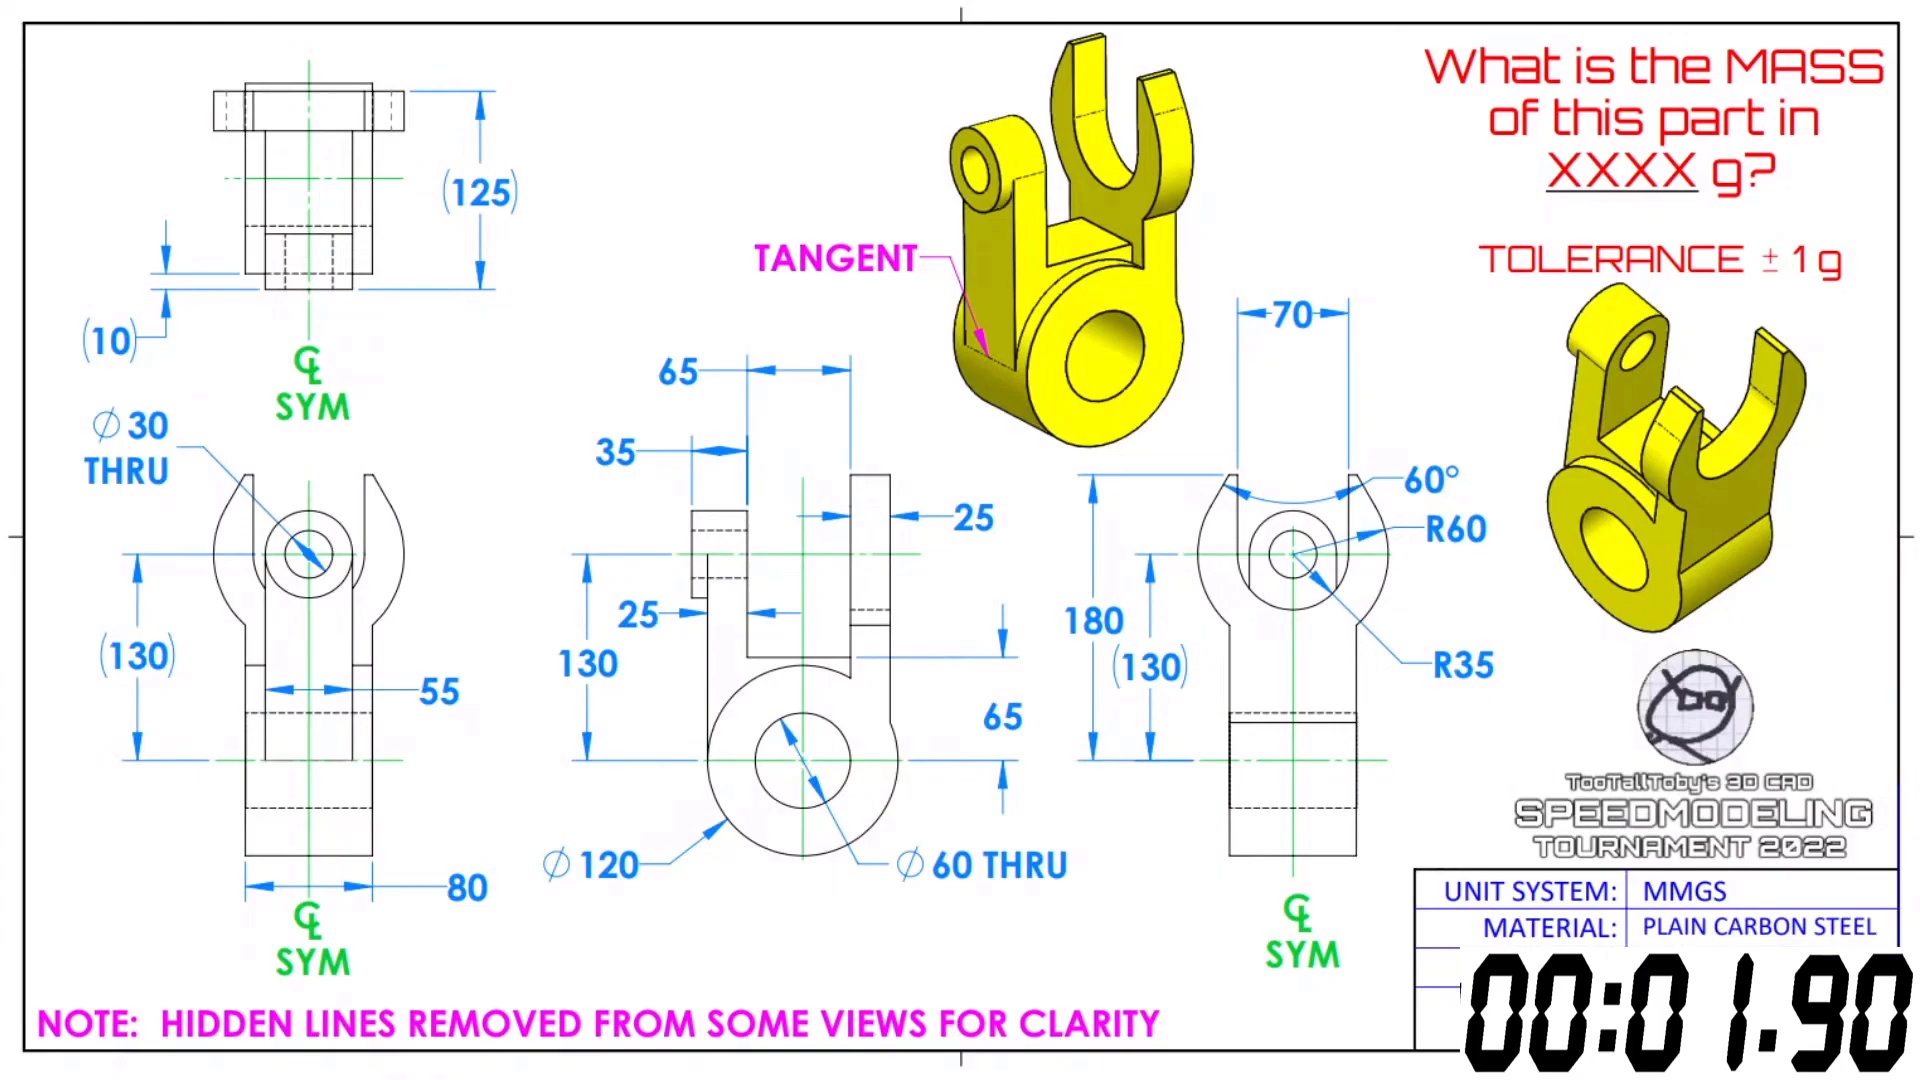 What is the MASS
of this part in
XXXX g?
TOLERANCE ± 1 g
(125)
(10)
℄
SYM
TANGENT
70
65
35
∅ 30
THRU
60°
R60
25
25
(130)
130
180
(130)
R35
55
65
∅ 120
∅ 60 THRU
80
℄
SYM
℄
SYM
TooTallToby's 3D CAD
SPEEDMODELING
TOURNAMENT 2022
UNIT SYSTEM: MMGS
MATERIAL: PLAIN CARBON STEEL
00:01.90
NOTE: HIDDEN LINES REMOVED FROM SOME VIEWS FOR CLARITY